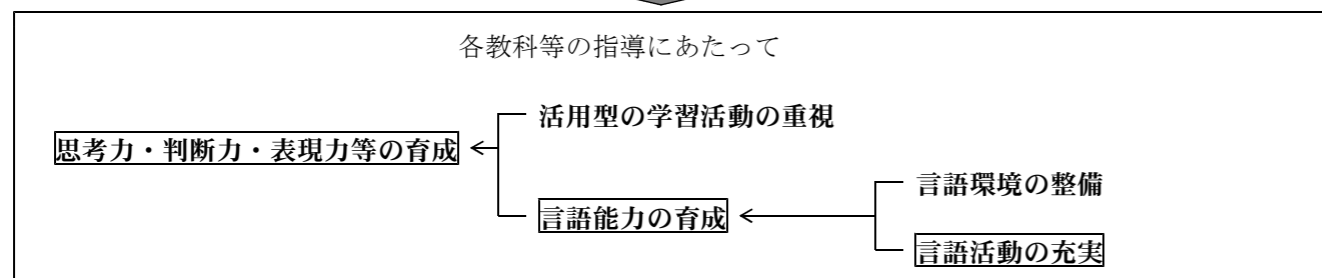 各教科等の指導にあたって
活用型の学習活動の重視
思考力・判断力・表現力等の育成
言語環境の整備
言語能力の育成
言語活動の充実